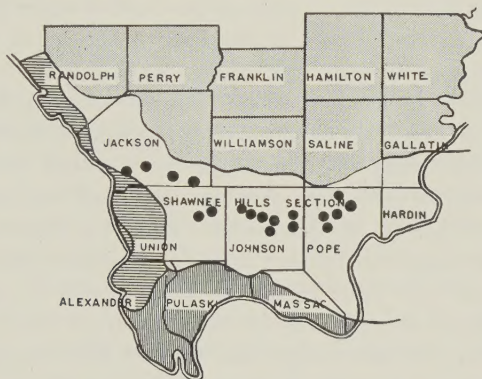 RANDOLPH PERRY FRANKLIN HAMILTON WHITE
JACKSON WILLIAMSON SALINE GALLATIN
SHAWNEE HILLS SECTION
HARDIN
UNION JOHNSON POPE
ALEXANDER PULASKI MASSAC